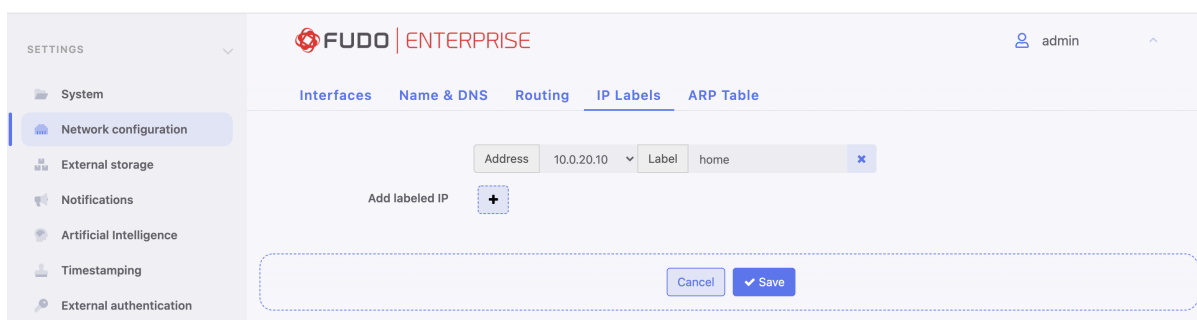 SETTINGS
System
Network configuration
External storage
Notifications
Artificial Intelligence
Timestamping
External authentication
FUDO | ENTERPRISE
admin
Interfaces Name & DNS Routing IP Labels ARP Table
Address 10.0.20.10 Label home
Add labeled IP
Cancel Save